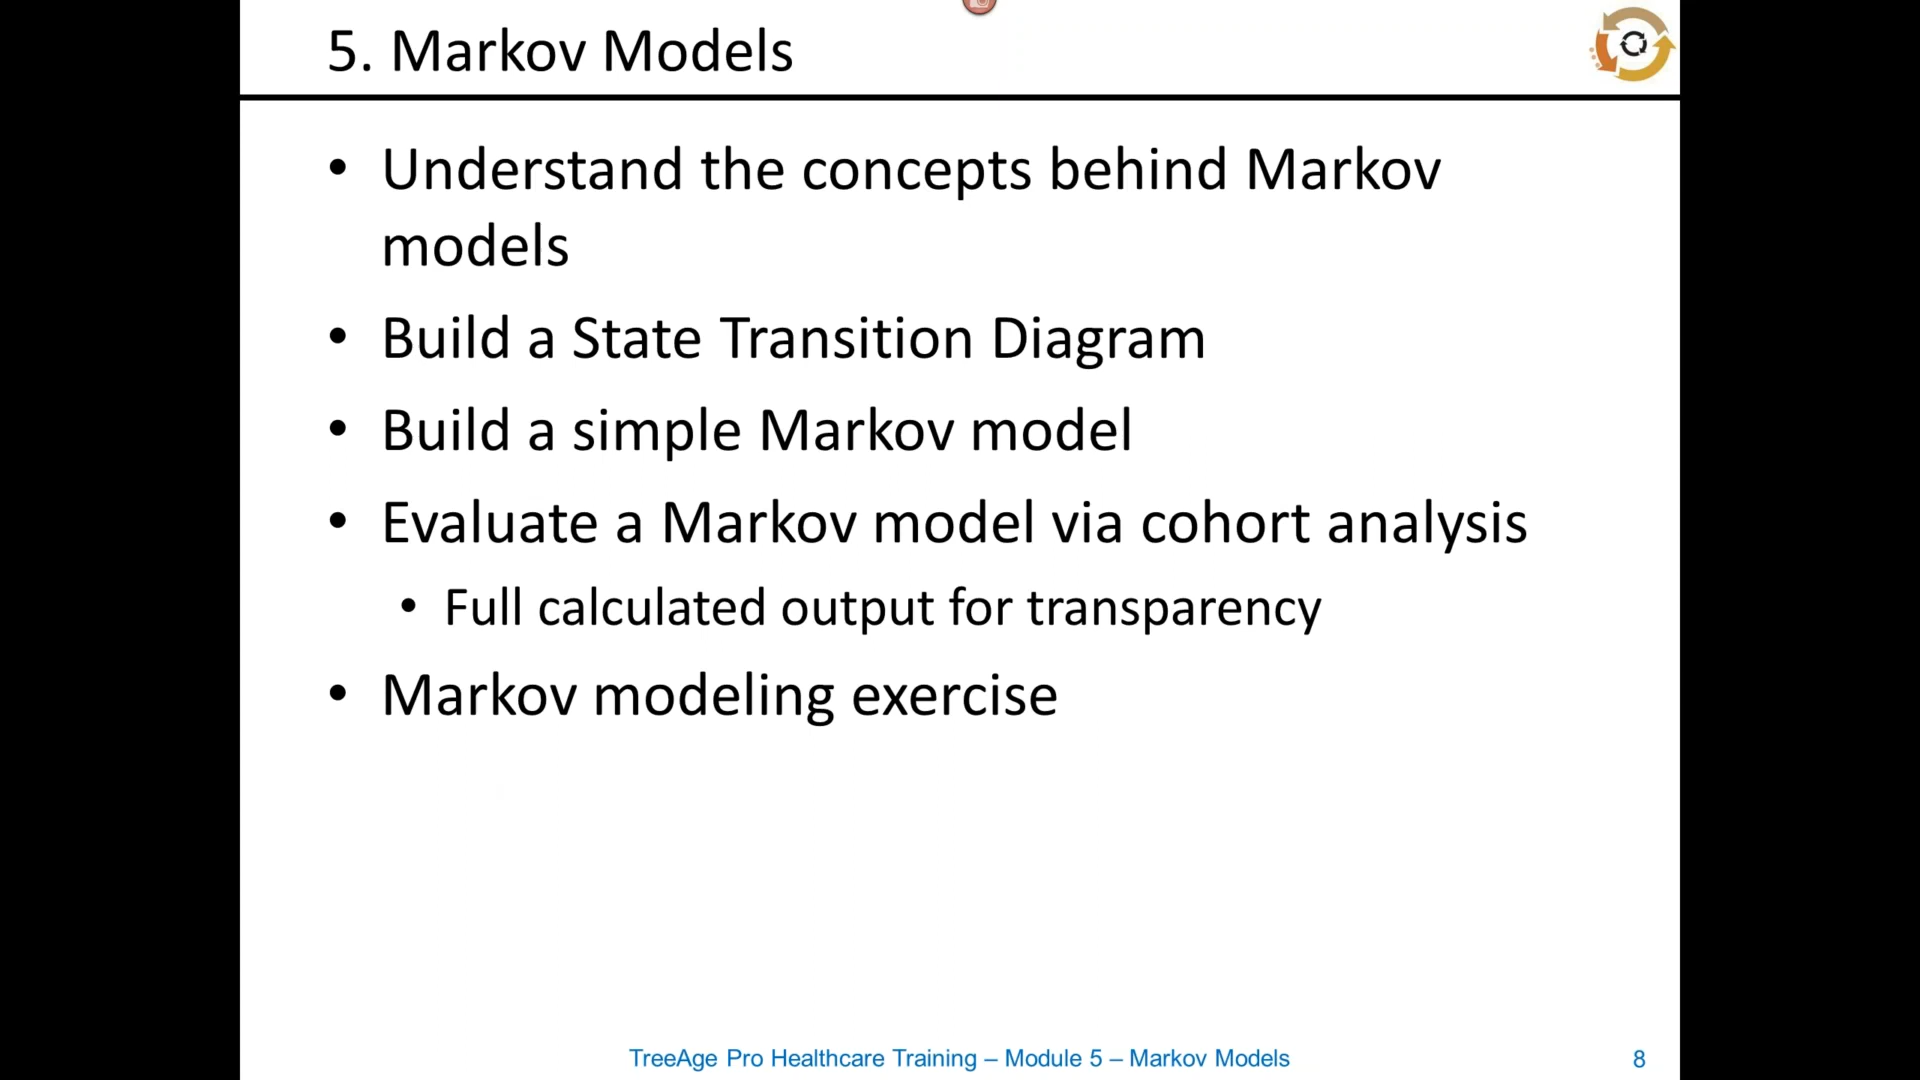 5. Markov Models
• Understand the concepts behind Markov
models
• Build a State Transition Diagram
• Build a simple Markov model
• Evaluate a Markov model via cohort analysis
• Full calculated output for transparency
• Markov modeling exercise
TreeAge Pro Healthcare Training – Module 5 – Markov Models
8